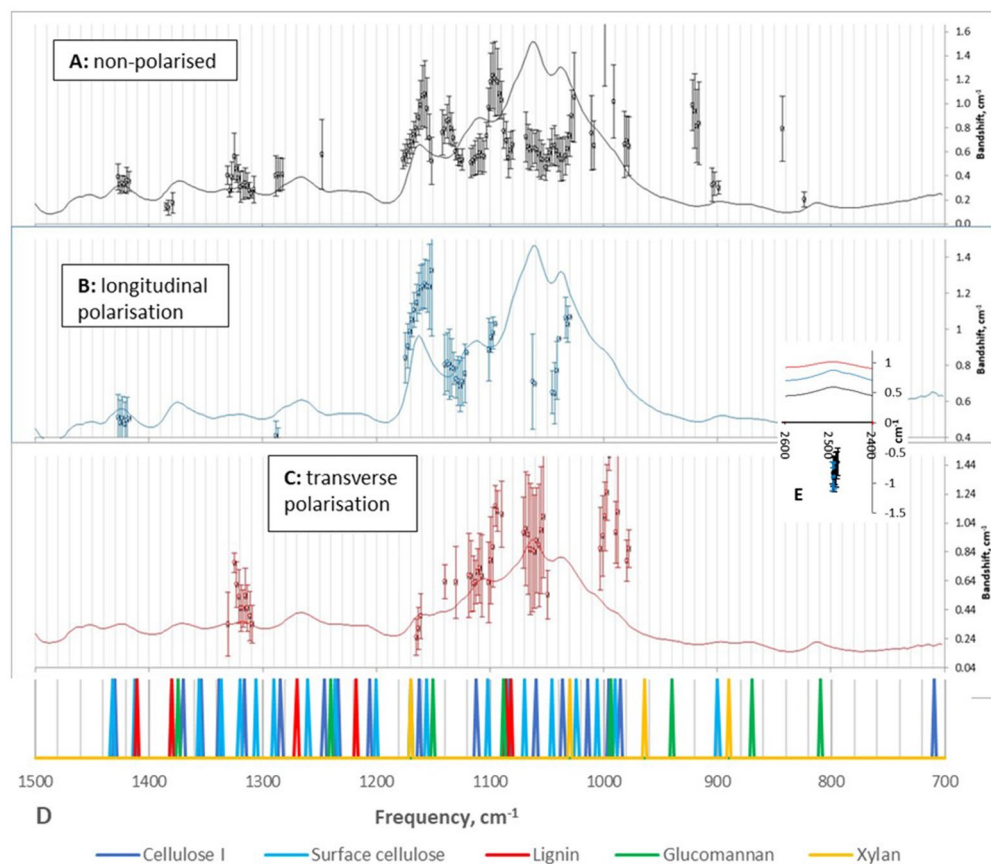 A: non-polarised
1.6
1.4
1.2
1.0
0.8
0.6
0.4
0.2
0.0
Bandshift, cm-1
B: longitudinal
polarisation
1.4
1.2
1
0.8
0.6
0.4
1
0.5
0
-0.5
-1
-1.5
cm-1
2600
2500
2400
E
C: transverse
polarisation
1.44
1.24
1.04
0.84
0.64
0.44
0.24
0.04
Bandshift, cm-1
1500 1400 1300 1200 1100 1000 900 800 700
D Frequency, cm-1
Cellulose I Surface cellulose Lignin Glucomannan Xylan